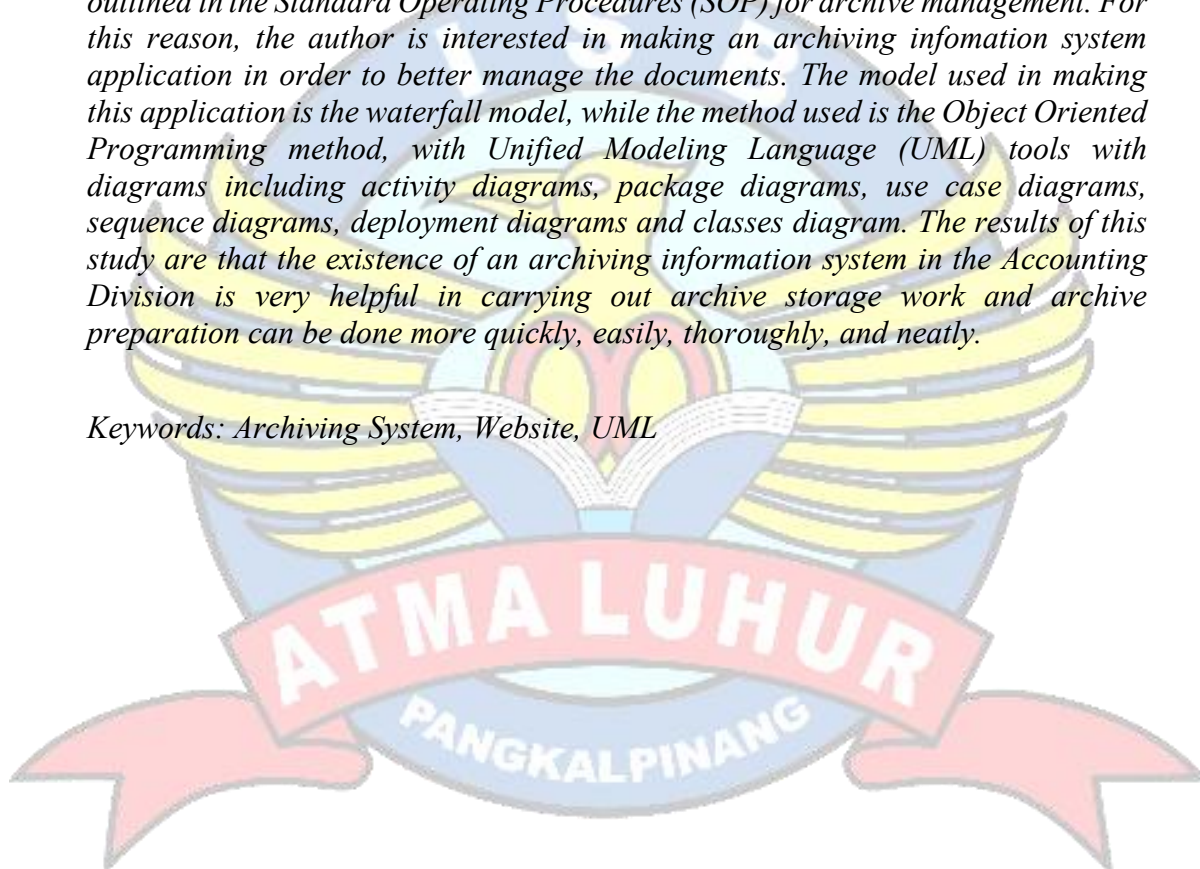 outlined in the Standard Operating Procedures (SOP) for archive management. For
this reason, the author is interested in making an archiving infomation system
application in order to better manage the documents. The model used in making
this application is the waterfall model, while the method used is the Object Oriented
Programming method, with Unified Modeling Language (UML) tools with
diagrams including activity diagrams, package diagrams, use case diagrams,
sequence diagrams, deployment diagrams and classes diagram. The results of this
study are that the existence of an archiving information system in the Accounting
Division is very helpful in carrying out archive storage work and archive
preparation can be done more quickly, easily, thoroughly, and neatly.
Keywords: Archiving System, Website, UML
I S B
ATMA LUHUR
PANGKALPINANG